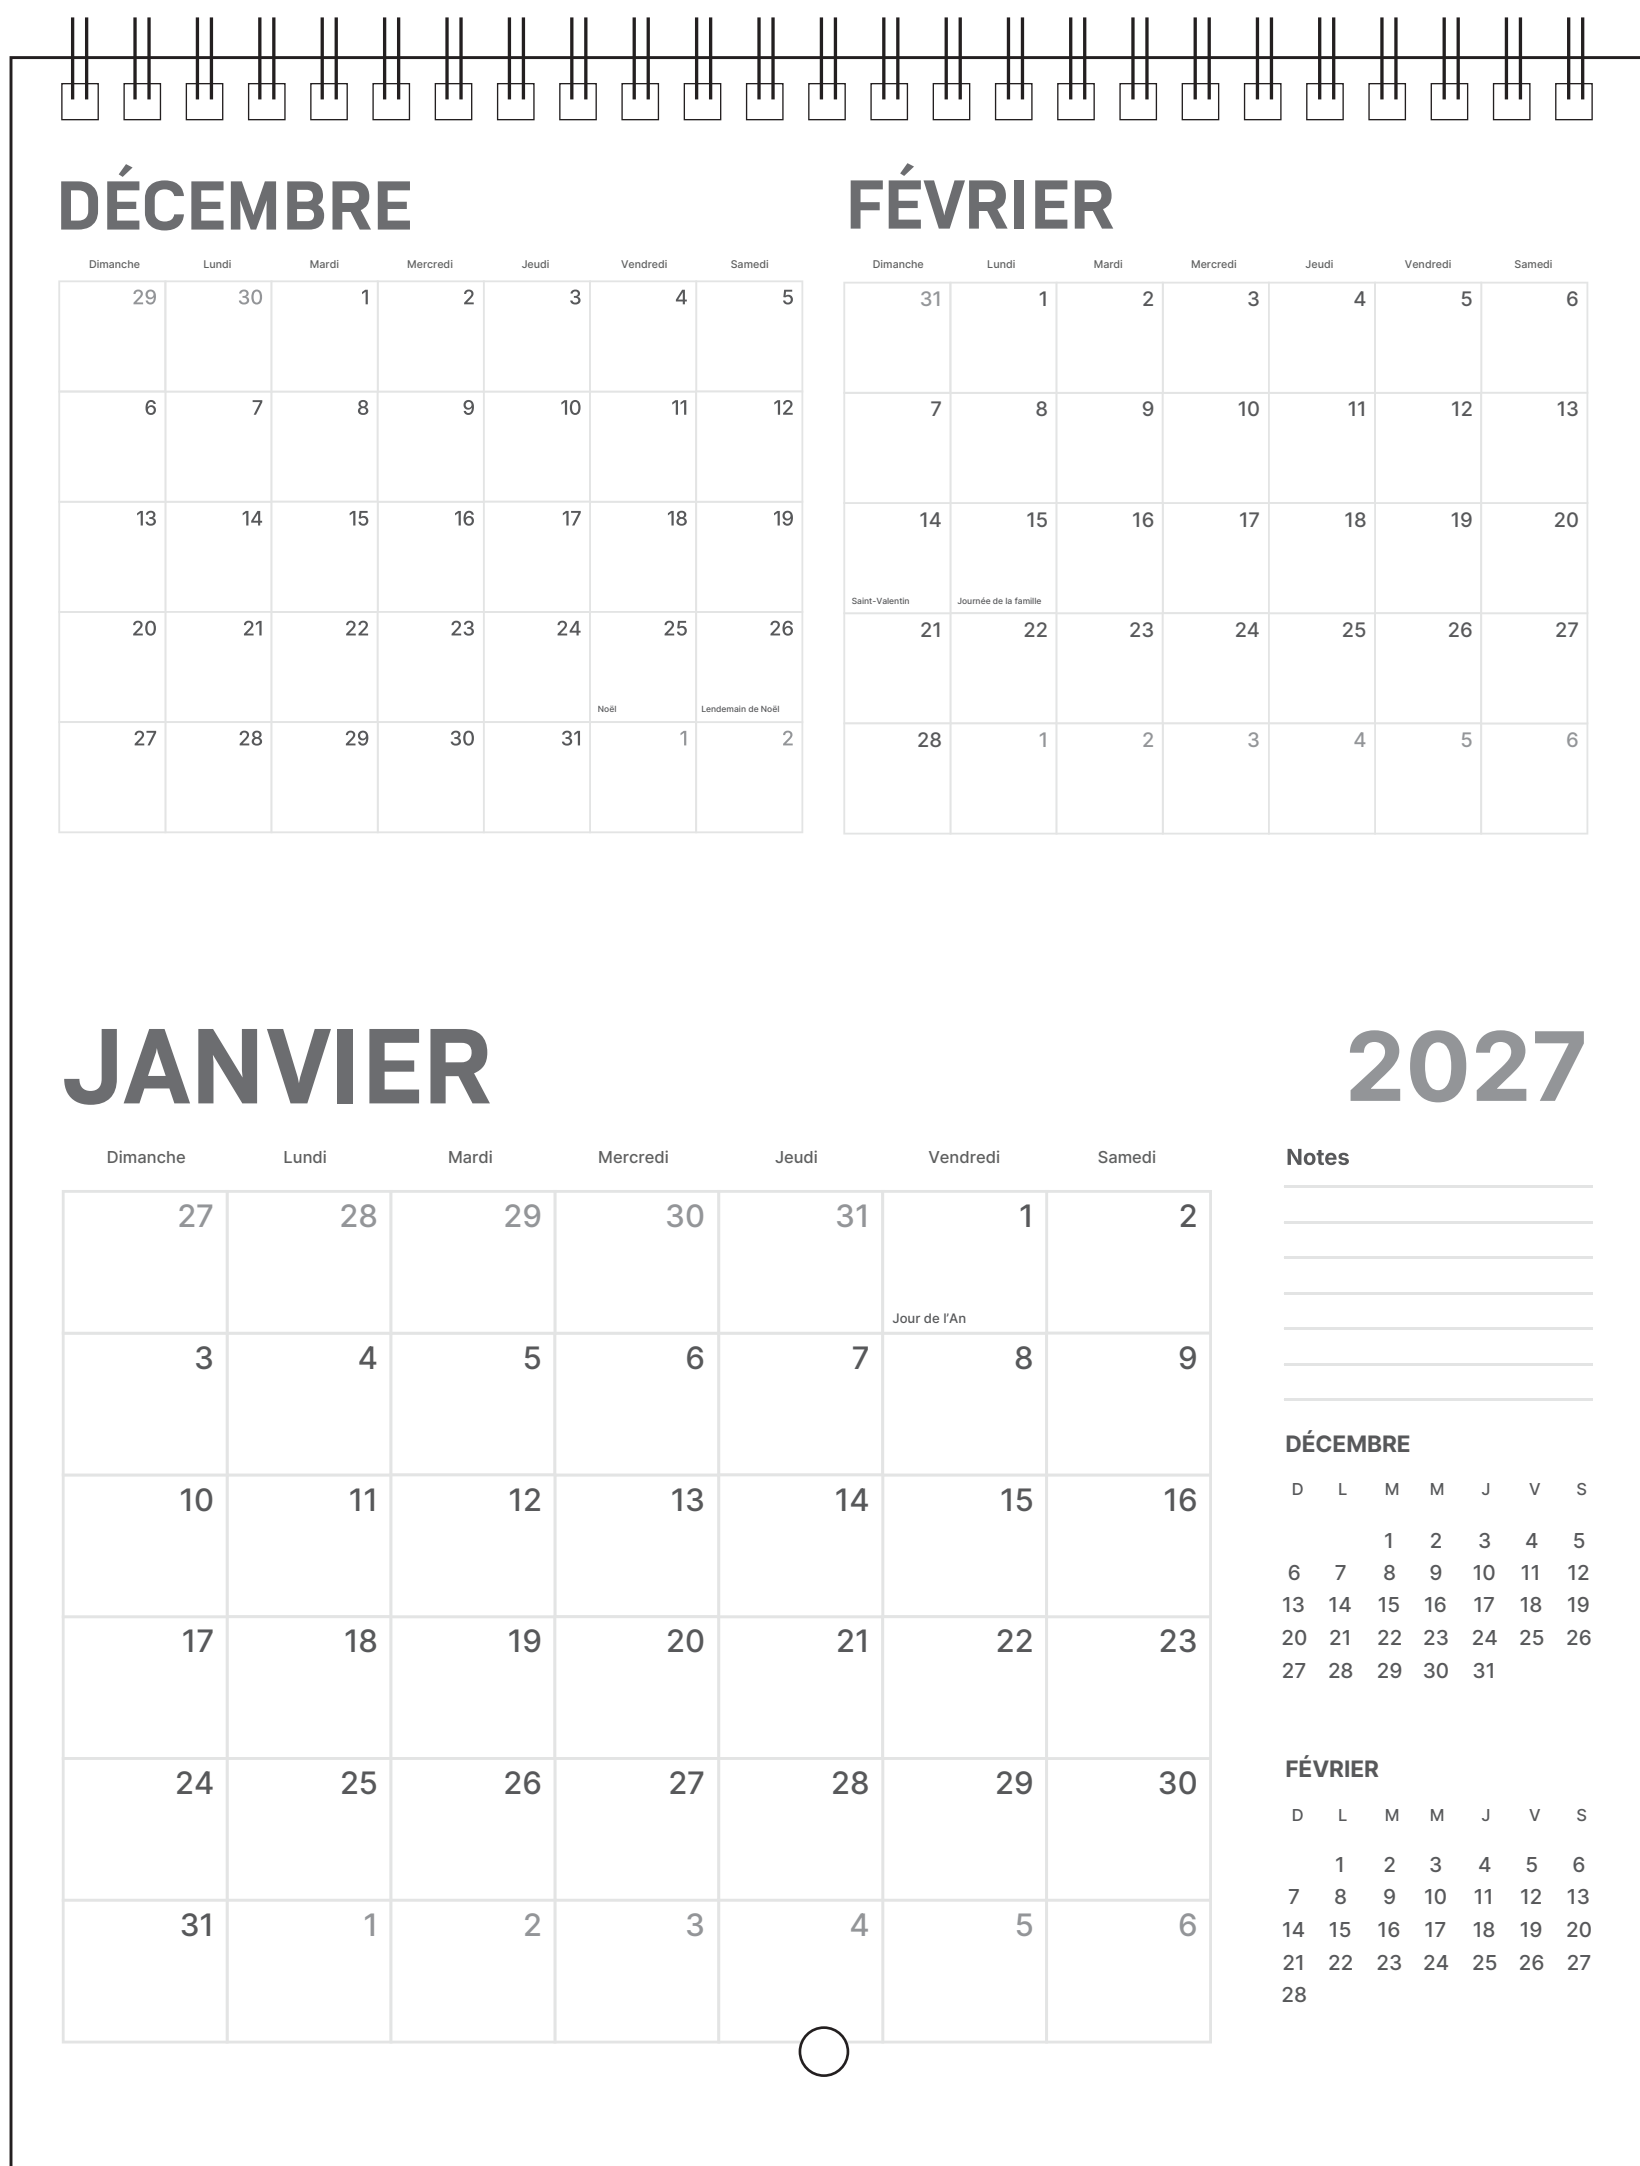 DÉCEMBRE
Dimanche Lundi Mardi Mercredi Jeudi Vendredi Samedi
29 30 1 2 3 4 5
6 7 8 9 10 11 12
13 14 15 16 17 18 19
20 21 22 23 24 25 26
Noël Lendemain de Noël
27 28 29 30 31 1 2
FÉVRIER
Dimanche Lundi Mardi Mercredi Jeudi Vendredi Samedi
31 1 2 3 4 5 6
7 8 9 10 11 12 13
14 15 16 17 18 19 20
Saint-Valentin Journée de la famille
21 22 23 24 25 26 27
28 1 2 3 4 5 6
JANVIER
2027
Dimanche Lundi Mardi Mercredi Jeudi Vendredi Samedi
27 28 29 30 31 1 2
Jour de l'An
3 4 5 6 7 8 9
10 11 12 13 14 15 16
17 18 19 20 21 22 23
24 25 26 27 28 29 30
31 1 2 3 4 5 6
Notes
DÉCEMBRE
D L M M J V S
1 2 3 4 5
6 7 8 9 10 11 12
13 14 15 16 17 18 19
20 21 22 23 24 25 26
27 28 29 30 31
FÉVRIER
D L M M J V S
1 2 3 4 5 6
7 8 9 10 11 12 13
14 15 16 17 18 19 20
21 22 23 24 25 26 27
28